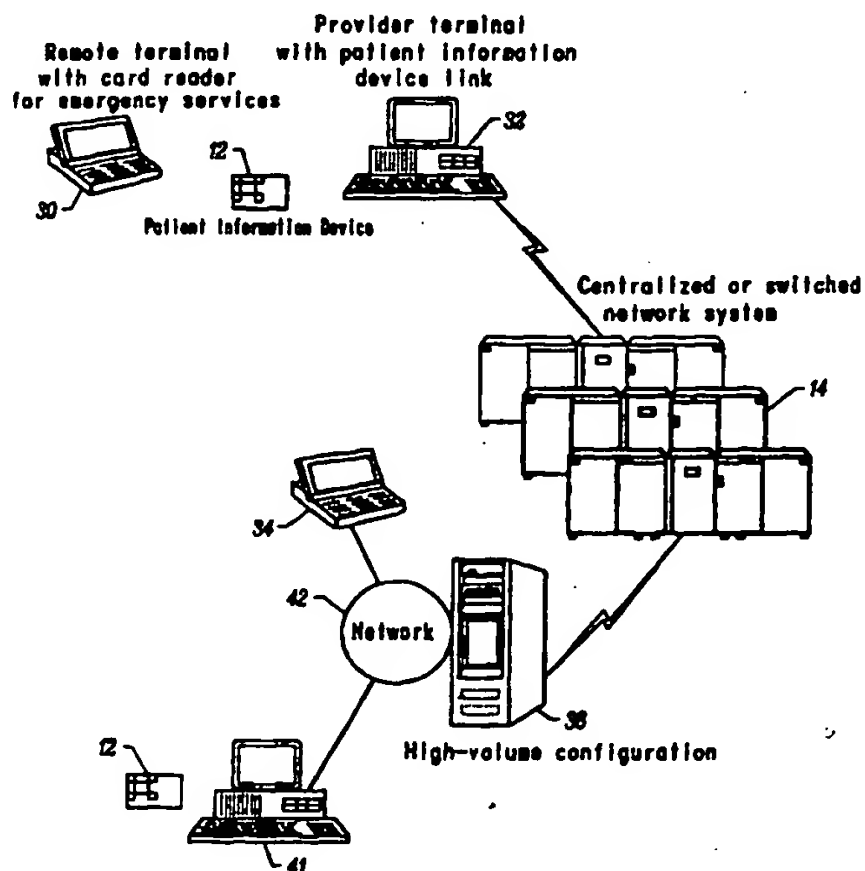 Provider terminal
with patient information
device link
Remote terminal
with card reader
for emergency services
32
12
30
Patient Information Device
Centralized or switched
network system
14
34
42
Network
38
High-volume configuration
12
41